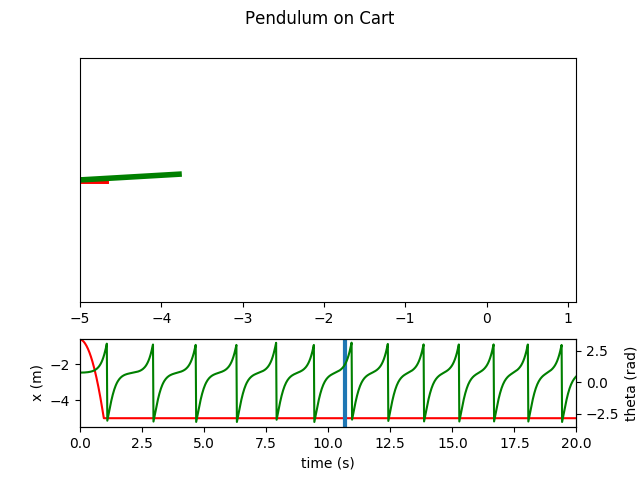 Pendulum on Cart
−5 −4 −3 −2 −1 0 1
−2
−4
x (m)
2.5
0.0
−2.5
theta (rad)
0.0 2.5 5.0 7.5 10.0 12.5 15.0 17.5 20.0
time (s)